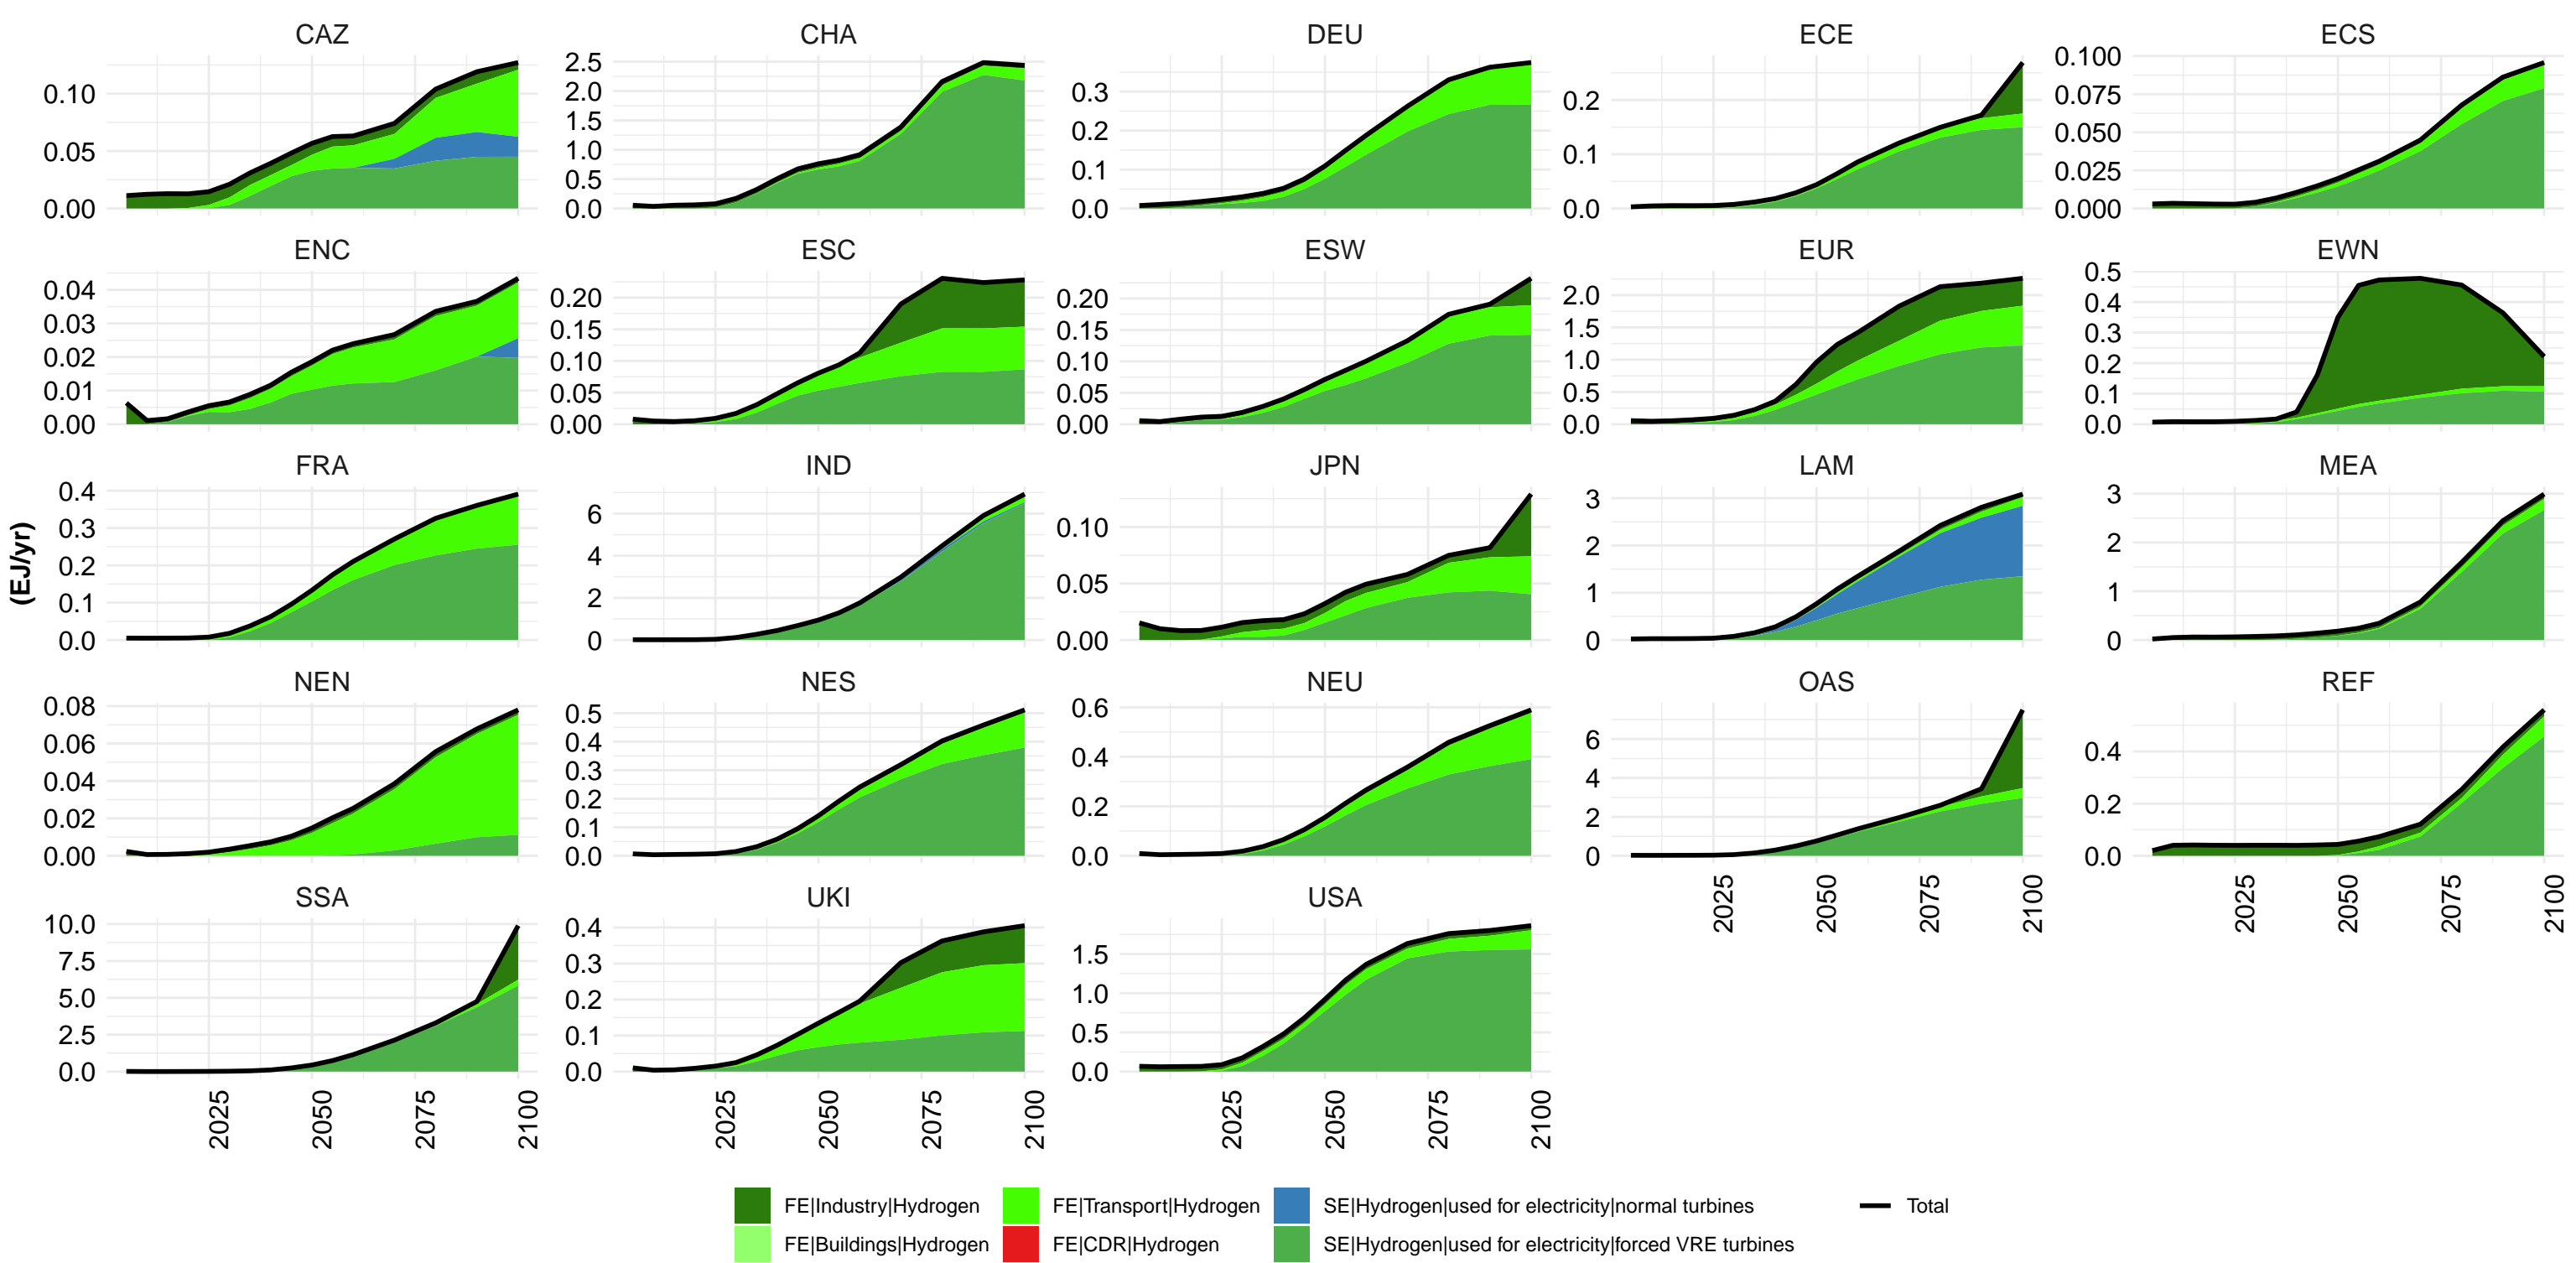 CAZ CHA DEU ECE ECS
0.10 0.05 0.00
2.5 2.0 1.5 1.0 0.5 0.0
0.3 0.2 0.1 0.0
0.2 0.1 0.0
0.100 0.075 0.050 0.025 0.000
ENC ESC ESW EUR EWN
0.04 0.03 0.02 0.01 0.00
0.20 0.15 0.10 0.05 0.00
0.20 0.15 0.10 0.05 0.00
2.0 1.5 1.0 0.5 0.0
0.5 0.4 0.3 0.2 0.1 0.0
(EJ/yr)
FRA IND JPN LAM MEA
0.4 0.3 0.2 0.1 0.0
6 4 2 0
0.10 0.05 0.00
3 2 1 0
3 2 1 0
NEN NES NEU OAS REF
0.08 0.06 0.04 0.02 0.00
0.5 0.4 0.3 0.2 0.1 0.0
0.6 0.4 0.2 0.0
6 4 2 0
0.4 0.2 0.0
2025 2050 2075 2100
2025 2050 2075 2100
SSA UKI USA
10.0 7.5 5.0 2.5 0.0
0.4 0.3 0.2 0.1 0.0
1.5 1.0 0.5 0.0
2025 2050 2075 2100
2025 2050 2075 2100
2025 2050 2075 2100
FE|Industry|Hydrogen FE|Transport|Hydrogen SE|Hydrogen|used for electricity|normal turbines Total
FE|Buildings|Hydrogen FE|CDR|Hydrogen SE|Hydrogen|used for electricity|forced VRE turbines